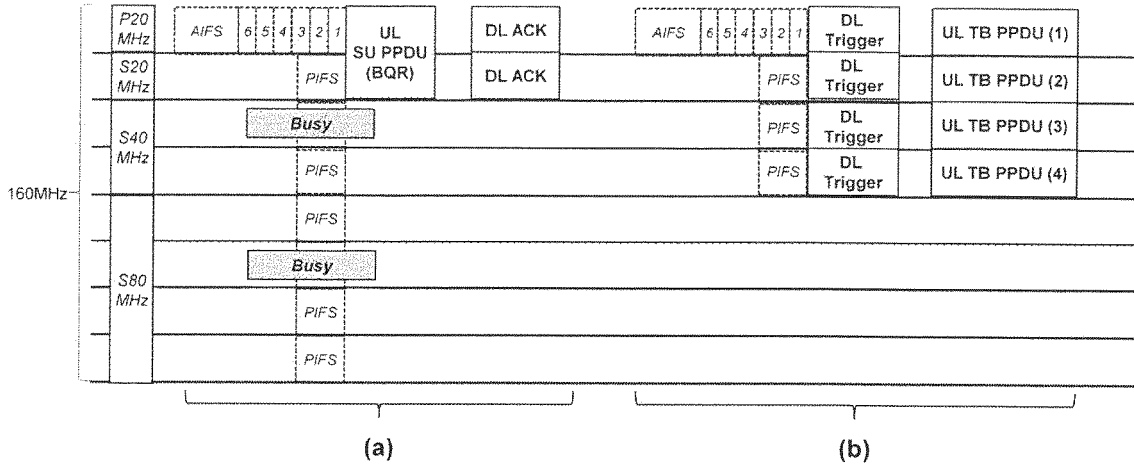 P20
MHz
AIFS
6 5 4 3 2 1
UL
SU PPDU
(BQR)
DL ACK
AIFS
6 5 4 3 2 1
DL
Trigger
UL TB PPDU (1)
S20
MHz
PIFS
DL ACK
PIFS
DL
Trigger
UL TB PPDU (2)
S40
MHz
Busy
PIFS
DL
Trigger
UL TB PPDU (3)
PIFS
PIFS
DL
Trigger
UL TB PPDU (4)
160MHz
S80
MHz
PIFS
Busy
PIFS
PIFS
(a)
(b)